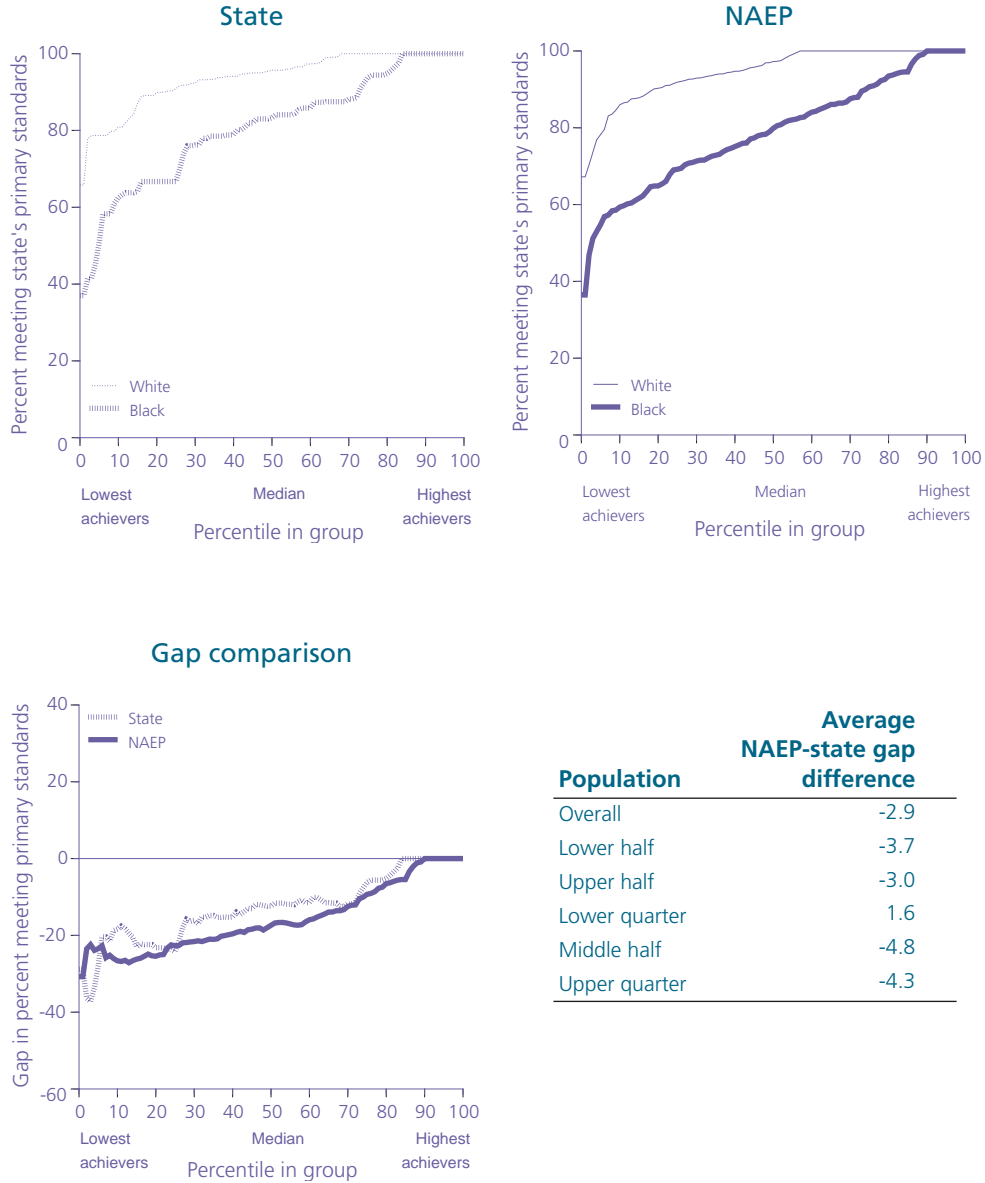 State
Percent meeting state's primary standards
100
80
60
40
20
0
White
Black
0 10 20 30 40 50 60 70 80 90 100
Lowest achievers
Median
Highest achievers
Percentile in group
NAEP
Percent meeting state's primary standards
100
80
60
40
20
0
White
Black
0 10 20 30 40 50 60 70 80 90 100
Lowest achievers
Median
Highest achievers
Percentile in group
Gap comparison
Gap in percent meeting primary standards
40
20
0
-20
-40
-60
State
NAEP
0 10 20 30 40 50 60 70 80 90 100
Lowest achievers
Median
Highest achievers
Percentile in group
Average
NAEP-state gap
Population difference
Overall -2.9
Lower half -3.7
Upper half -3.0
Lower quarter 1.6
Middle half -4.8
Upper quarter -4.3